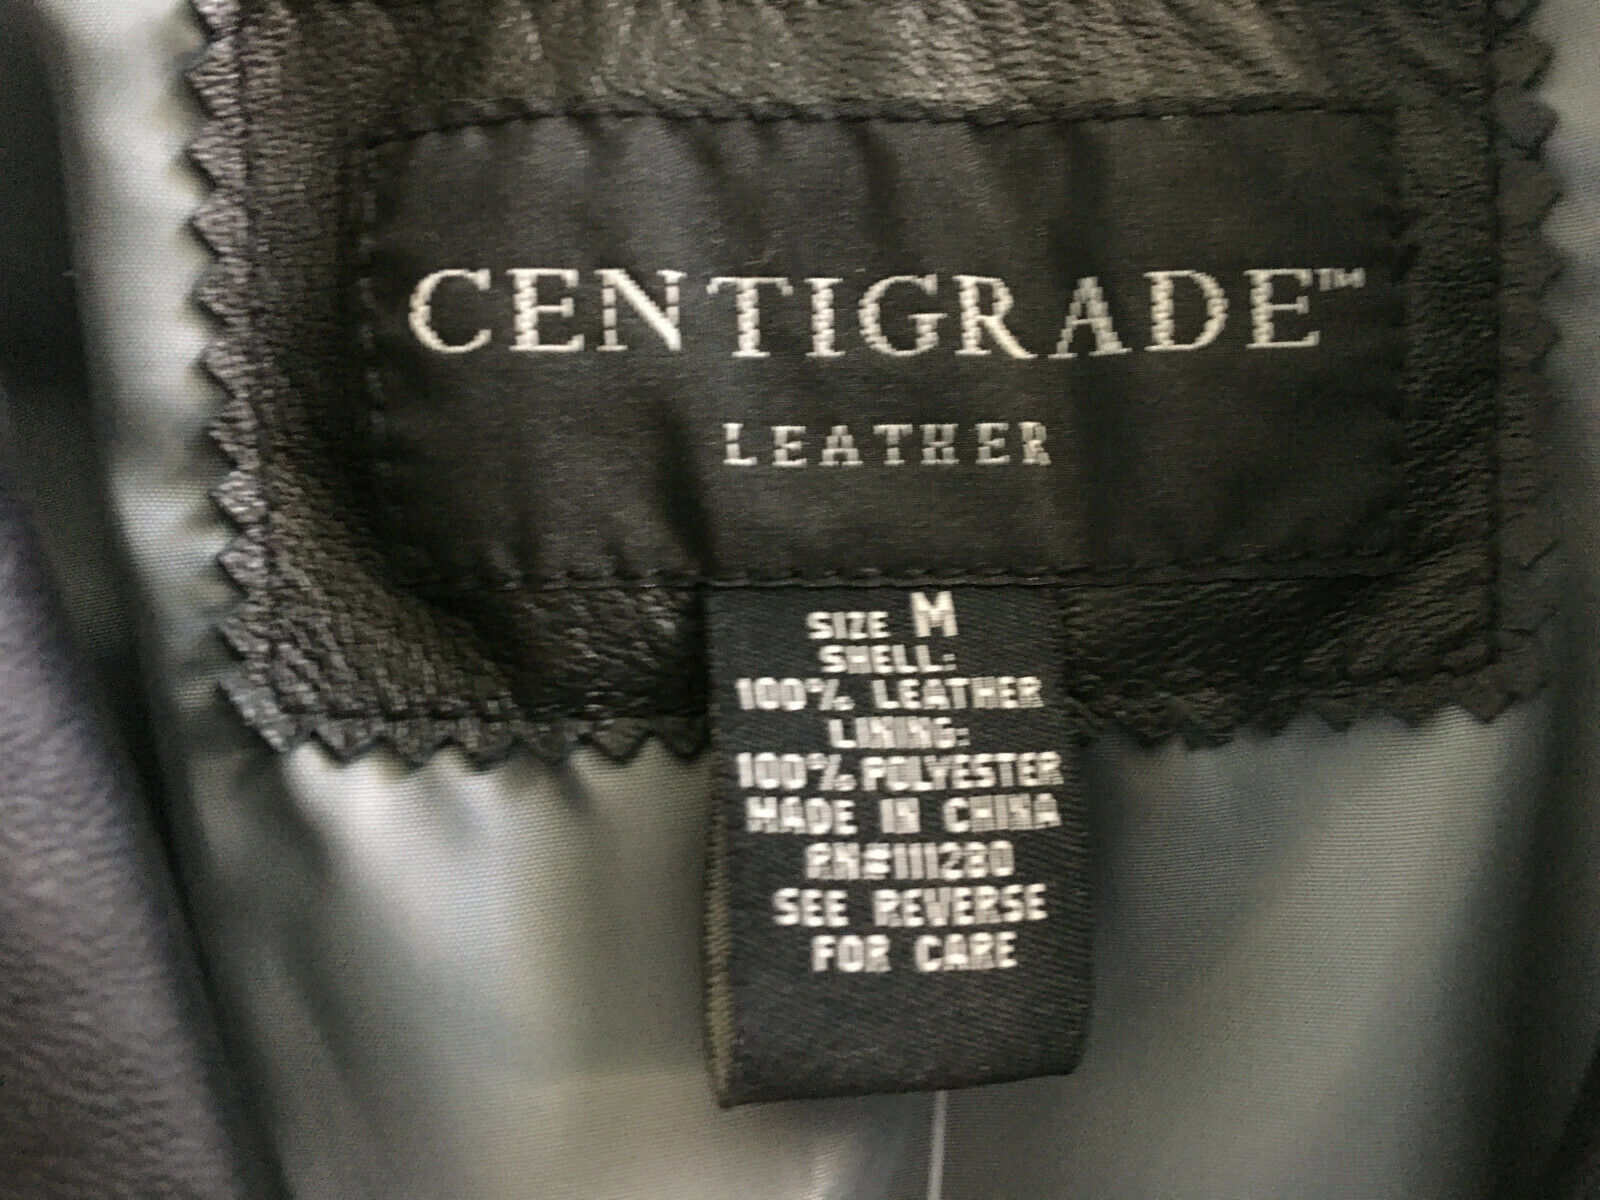 CENTIGRADE™
LEATHER
SIZE M
SHELL:
100% LEATHER
LINING:
100% POLYESTER
MADE IN CHINA
RN#111280
SEE REVERSE
FOR CARE